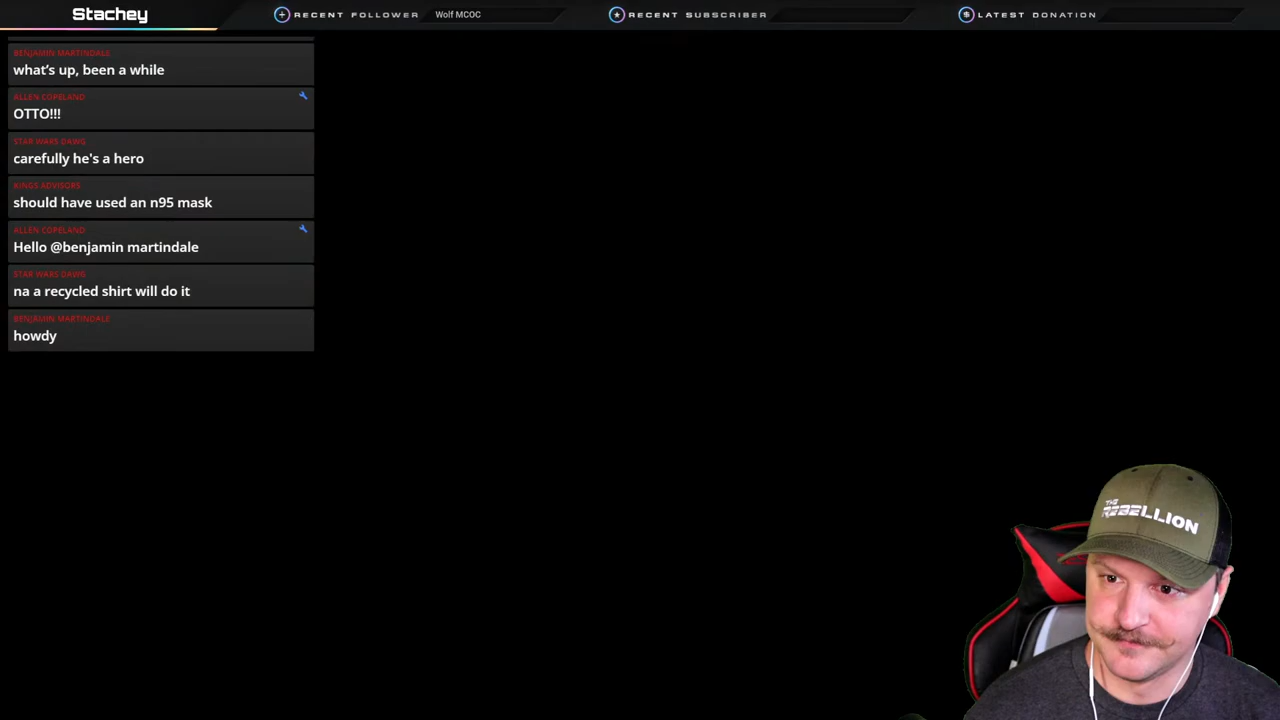 Stachey
RECENT FOLLOWER
Wolf MCOC
RECENT SUBSCRIBER
LATEST DONATION
BENJAMIN MARTINDALE
what's up, been a while
ALLEN COPELAND
OTTO!!!
STAR WARS DAWG
carefully he's a hero
KINGS ADVISORS
should have used an n95 mask
ALLEN COPELAND
Hello @benjamin martindale
STAR WARS DAWG
na a recycled shirt will do it
BENJAMIN MARTINDALE
howdy
THE
REBELLION